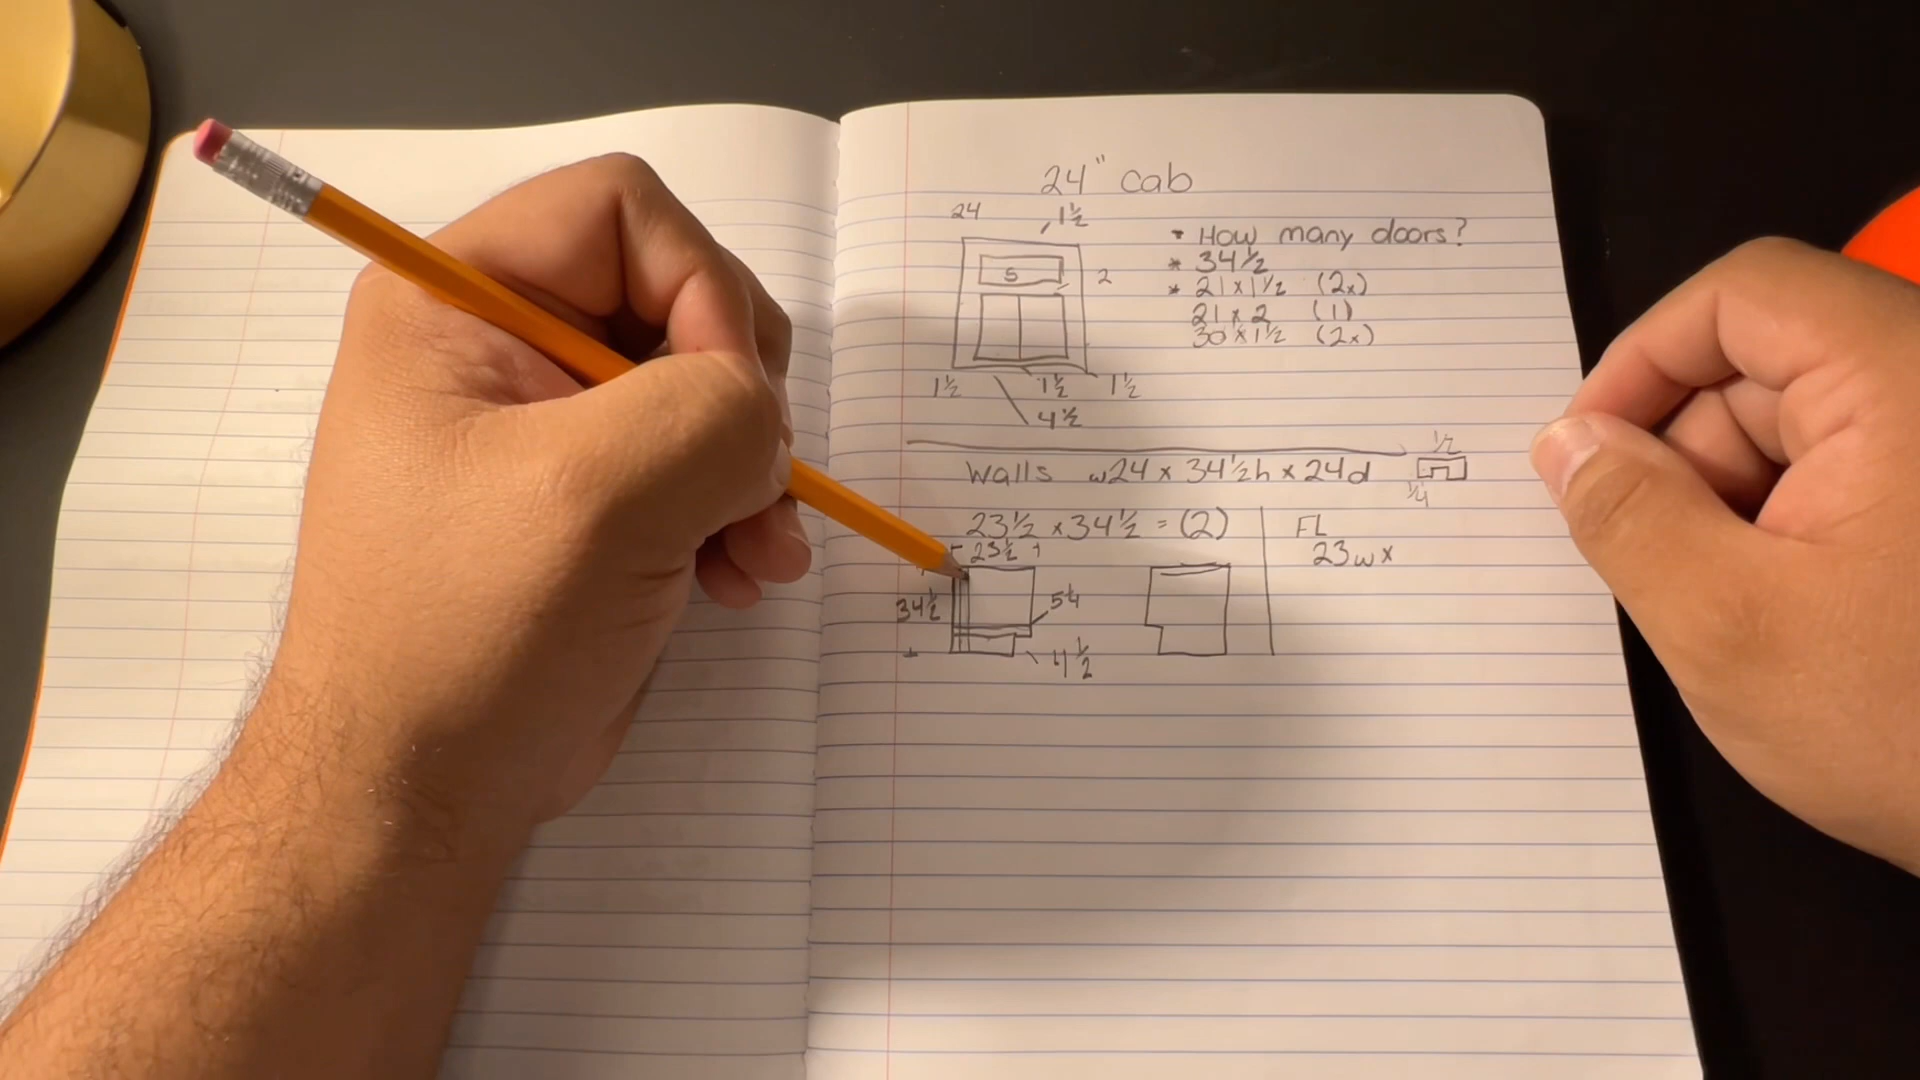 24" cab
24
1½
5
2
- How many doors?
* 34½
* 21 x 1½ (2x)
21 x 2 (1)
30 x 1½ (2x)
1½ 1½ 1½
4½
Walls w24 x 34½h x 24d
1/2
1/4
23½ x 34½ = (2)
FL
23w x
23½
34½
5¼
4½